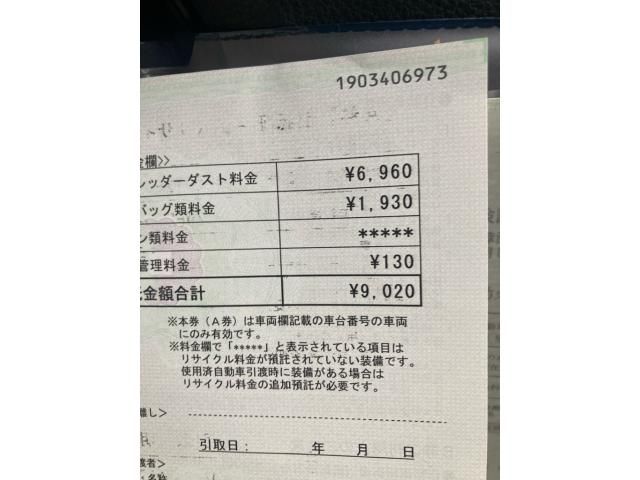 1903406973
金欄>>
レッダーダスト料金 ¥6,960
バッグ類料金 ¥1,930
ン類料金 *****
管理料金 ¥130
金額合計 ¥9,020
※本券（A券）は車両欄記載の車台番号の車両
にのみ有効です。
※料金欄で「*****」と表示されている項目は
リサイクル料金が預託されていない装備です。
使用済自動車引渡時に装備がある場合は
リサイクル料金の追加預託が必要です。
離し>
引取日： 年 月 日
者>